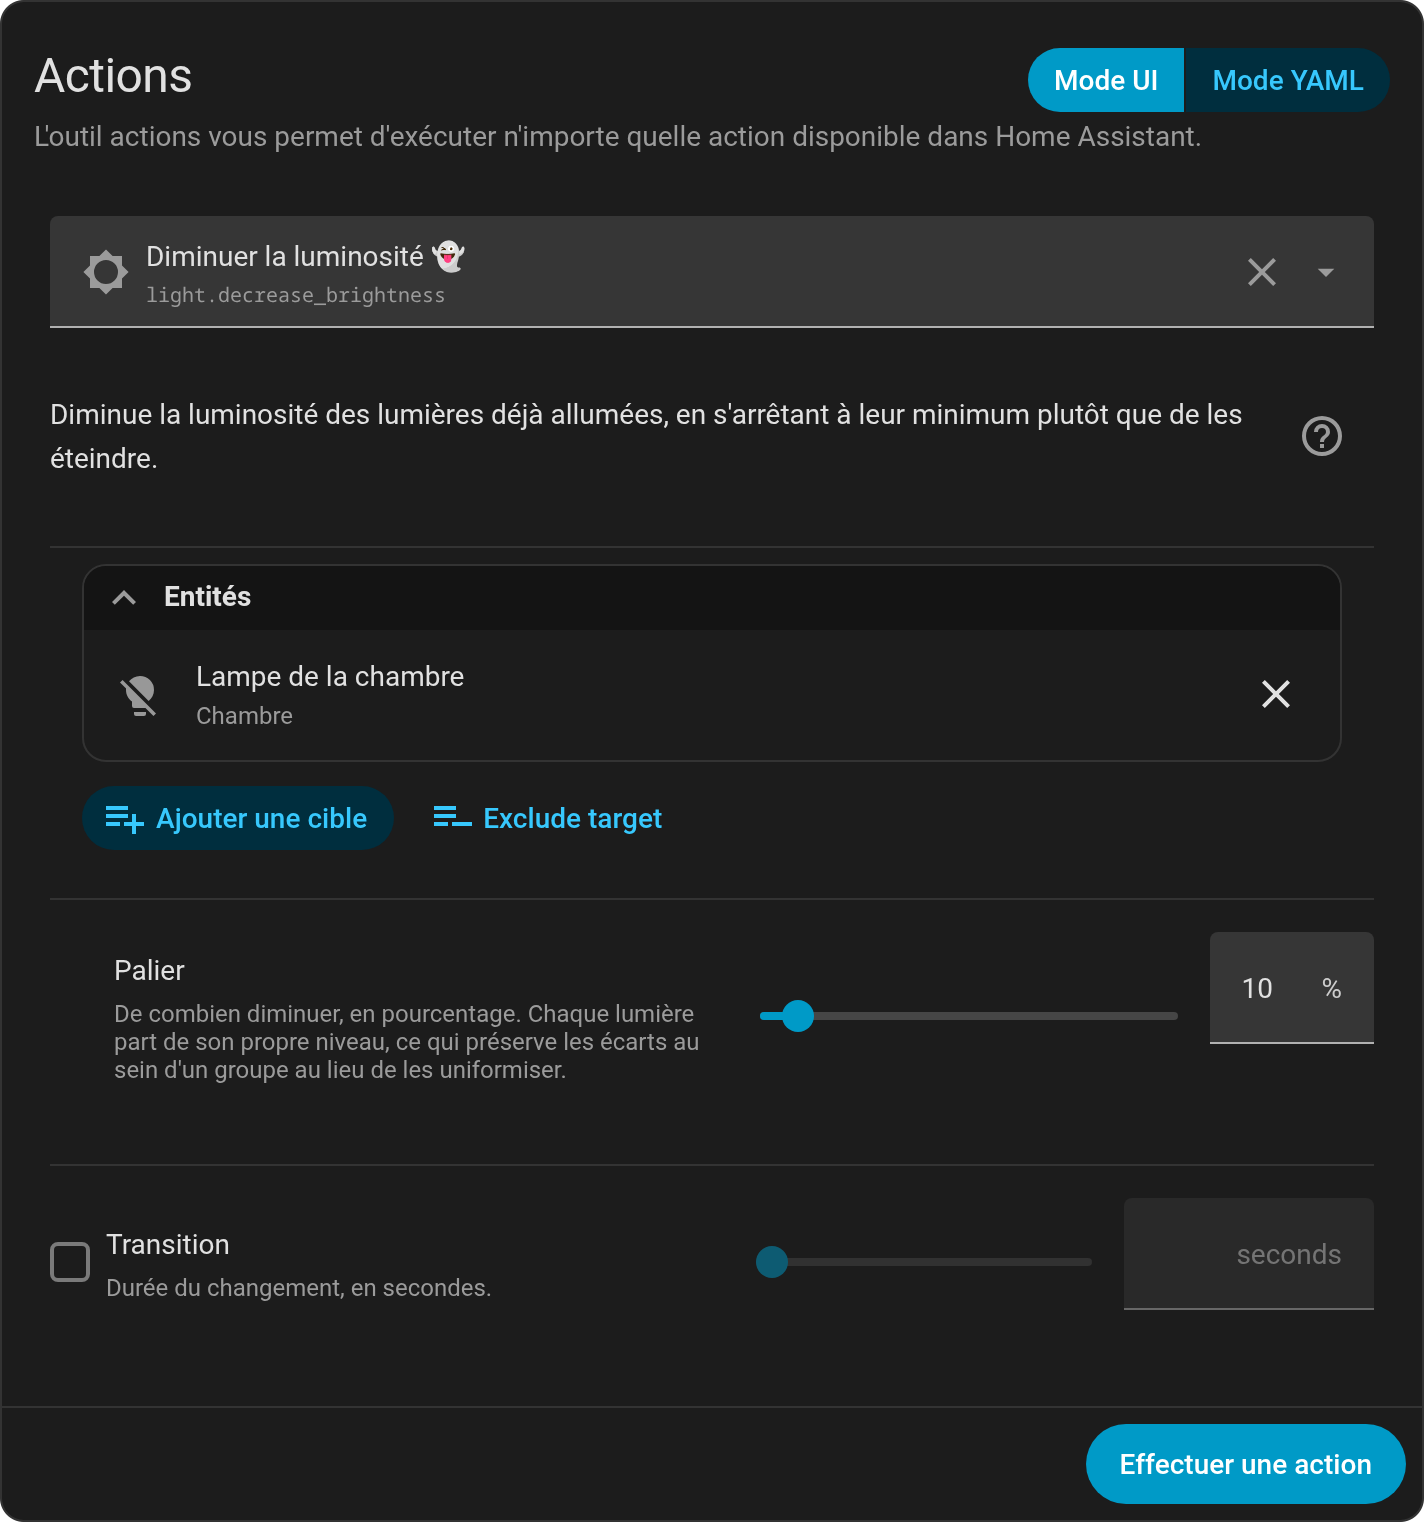 Actions
Mode UI
Mode YAML
L'outil actions vous permet d'exécuter n'importe quelle action disponible dans Home Assistant.
Diminuer la luminosité 👻
light.decrease_brightness
Diminue la luminosité des lumières déjà allumées, en s'arrêtant à leur minimum plutôt que de les
éteindre.
Entités
Lampe de la chambre
Chambre
Ajouter une cible
Exclude target
Palier
De combien diminuer, en pourcentage. Chaque lumière
part de son propre niveau, ce qui préserve les écarts au
sein d'un groupe au lieu de les uniformiser.
10 %
Transition
Durée du changement, en secondes.
seconds
Effectuer une action